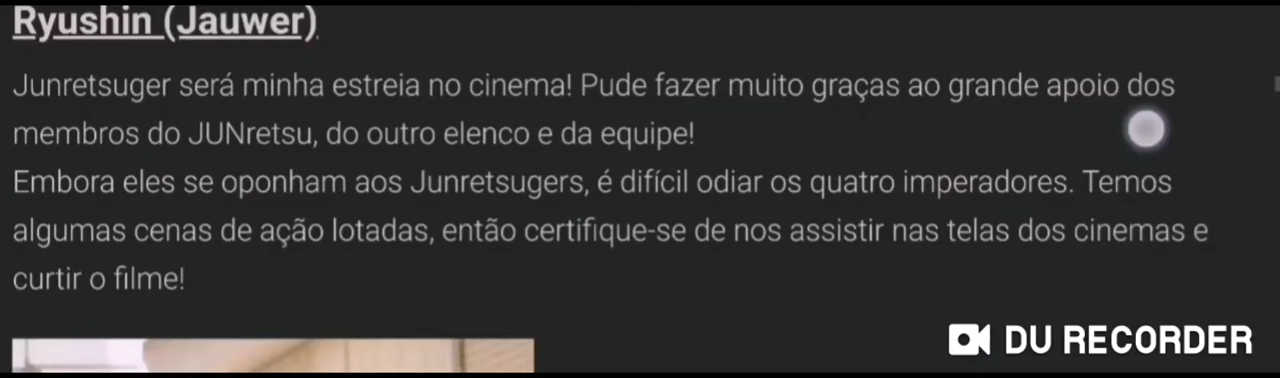 Ryushin (Jauwer)
Junretsuger será minha estreia no cinema! Pude fazer muito graças ao grande apoio dos
membros do JUNretsu, do outro elenco e da equipe!
Embora eles se oponham aos Junretsugers, é difícil odiar os quatro imperadores. Temos
algumas cenas de ação lotadas, então certifique-se de nos assistir nas telas dos cinemas e
curtir o filme!
DU RECORDER